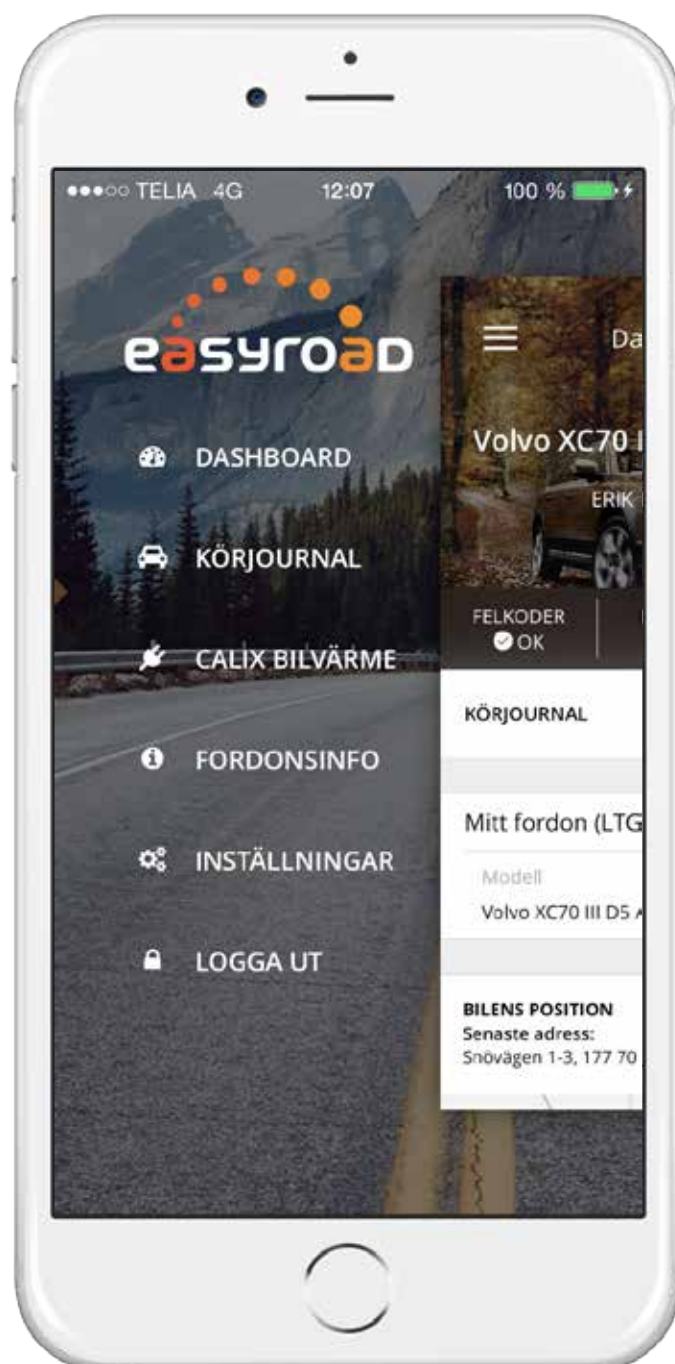 TELIA 4G 12:07 100 %
easyroad
DASHBOARD
KÖRJOURNAL
CALIX BILVÄRME
FORDONSINFO
INSTÄLLNINGAR
LOGGA UT
Da
Volvo XC70 I
ERIK
FELKODER
OK
KÖRJOURNAL
Mitt fordon (LTG
Modell
Volvo XC70 III D5 A
BILENS POSITION
Senaste adress:
Snövägen 1-3, 177 70